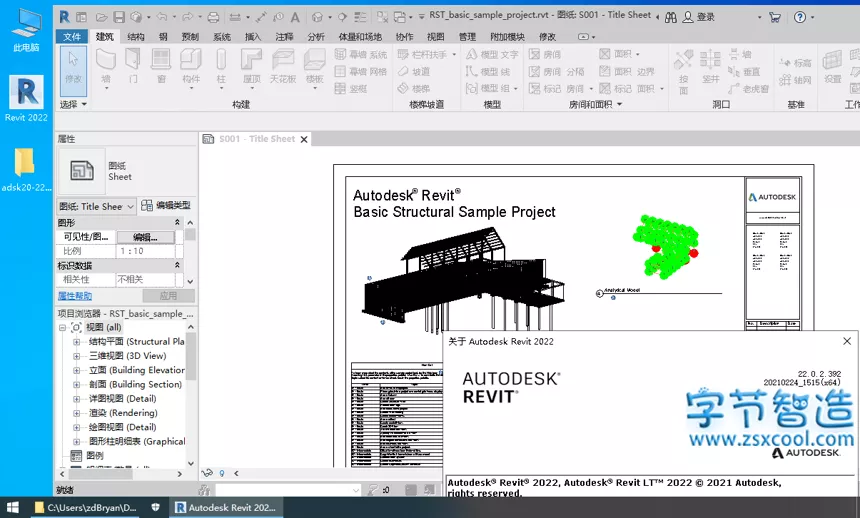 此电脑
Revit 2022
adsk20-22...
RST_basic_sample_project.rvt - 图纸: S001 - Title Sheet
登录
文件 建筑 结构 钢 预制 系统 插入 注释 分析 体量和场地 协作 视图 管理 附加模块 修改
修改 墙 门 窗 构件 柱 屋顶 天花板 楼板
幕墙 系统
幕墙 网格
竖梃
栏杆扶手
坡道
楼梯
模型 文字
模型 线
模型 组
房间
房间 分隔
标记 房间
面积
面积 边界
标记 面积
按面
竖井
墙
垂直
老虎窗
标高
轴网
设置
选择 构建 楼梯坡道 模型 房间和面积 洞口 基准
属性
图纸
Sheet
图纸: Title Shee
编辑类型
图形
可见性/图... 编辑...
比例 1 : 10
标识数据
相关性 不相关
属性帮助 应用
项目浏览器 - RST_basic_sample_...
视图 (all)
结构平面 (Structural Pla
三维视图 (3D View)
立面 (Building Elevation
剖面 (Building Section)
详图视图 (Detail)
渲染 (Rendering)
绘图视图 (Detail)
图形柱明细表 (Graphical
图例
就绪
S001 - Title Sheet
Autodesk® Revit®
Basic Structural Sample Project
Analytical Model
AUTODESK
关于 Autodesk Revit 2022
AUTODESK®
REVIT®
22.0.2.392
20210224_1515(x64)
字节智造
www.zsxcool.com
AUTODESK.
Autodesk® Revit® 2022, Autodesk® Revit LT™ 2022 © 2021 Autodesk,
rights reserved.
:0
C:\Users\zdBryan\D...
Autodesk Revit 202...